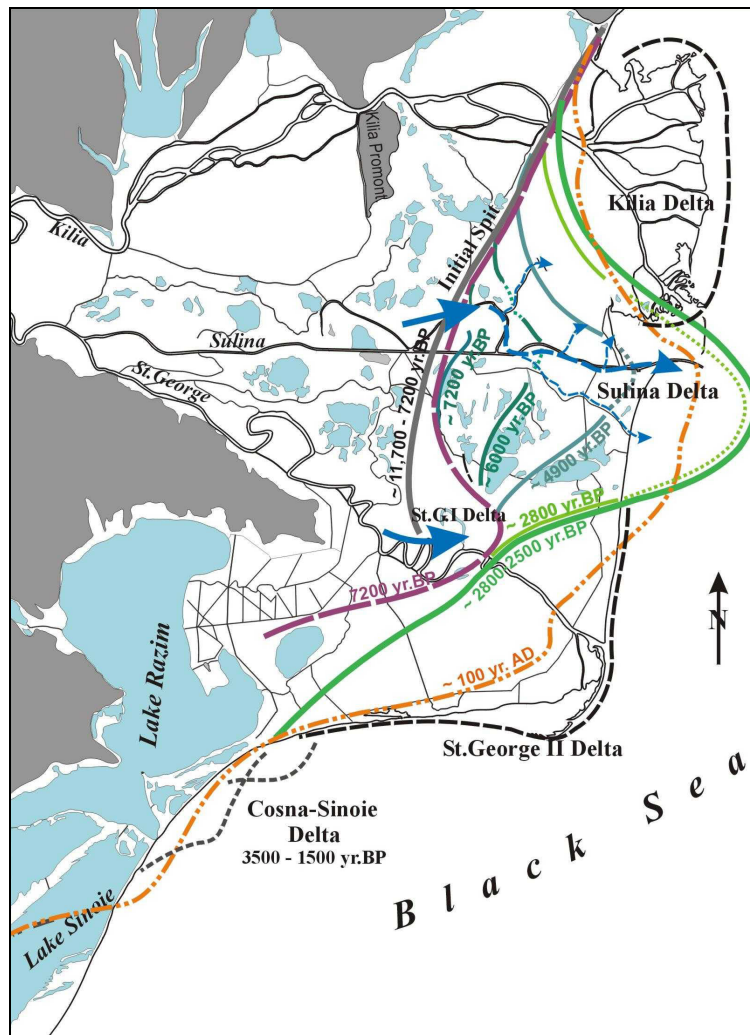 Kilia Promont
Kilia Delta
Kilia
Initial Spit
Sulina
St.George
~ 7200 yr.BP
Sulina Delta
~ 11,700 - 7200 yr.BP
~ 6000 yr.BP
~ 4900 yr.BP
St.G.I Delta
~ 2800 yr.BP
~ 2800-2500 yr.BP
7200 yr.BP
N
Lake Razim
~ 100 yr. AD
St.George II Delta
Cosna-Sinoie
Delta
3500 - 1500 yr.BP
Black Sea
Lake Sinoie